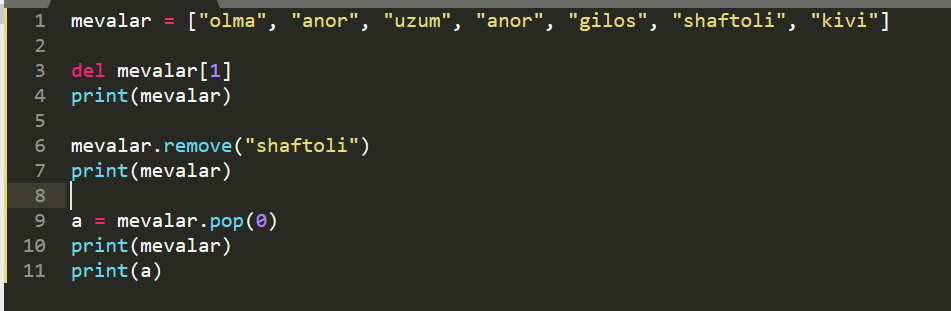 1 mevalar = ["olma", "anor", "uzum", "anor", "gilos", "shaftoli", "kivi"]
2
3 del mevalar[1]
4 print(mevalar)
5
6 mevalar.remove("shaftoli")
7 print(mevalar)
8
9 a = mevalar.pop(0)
10 print(mevalar)
11 print(a)